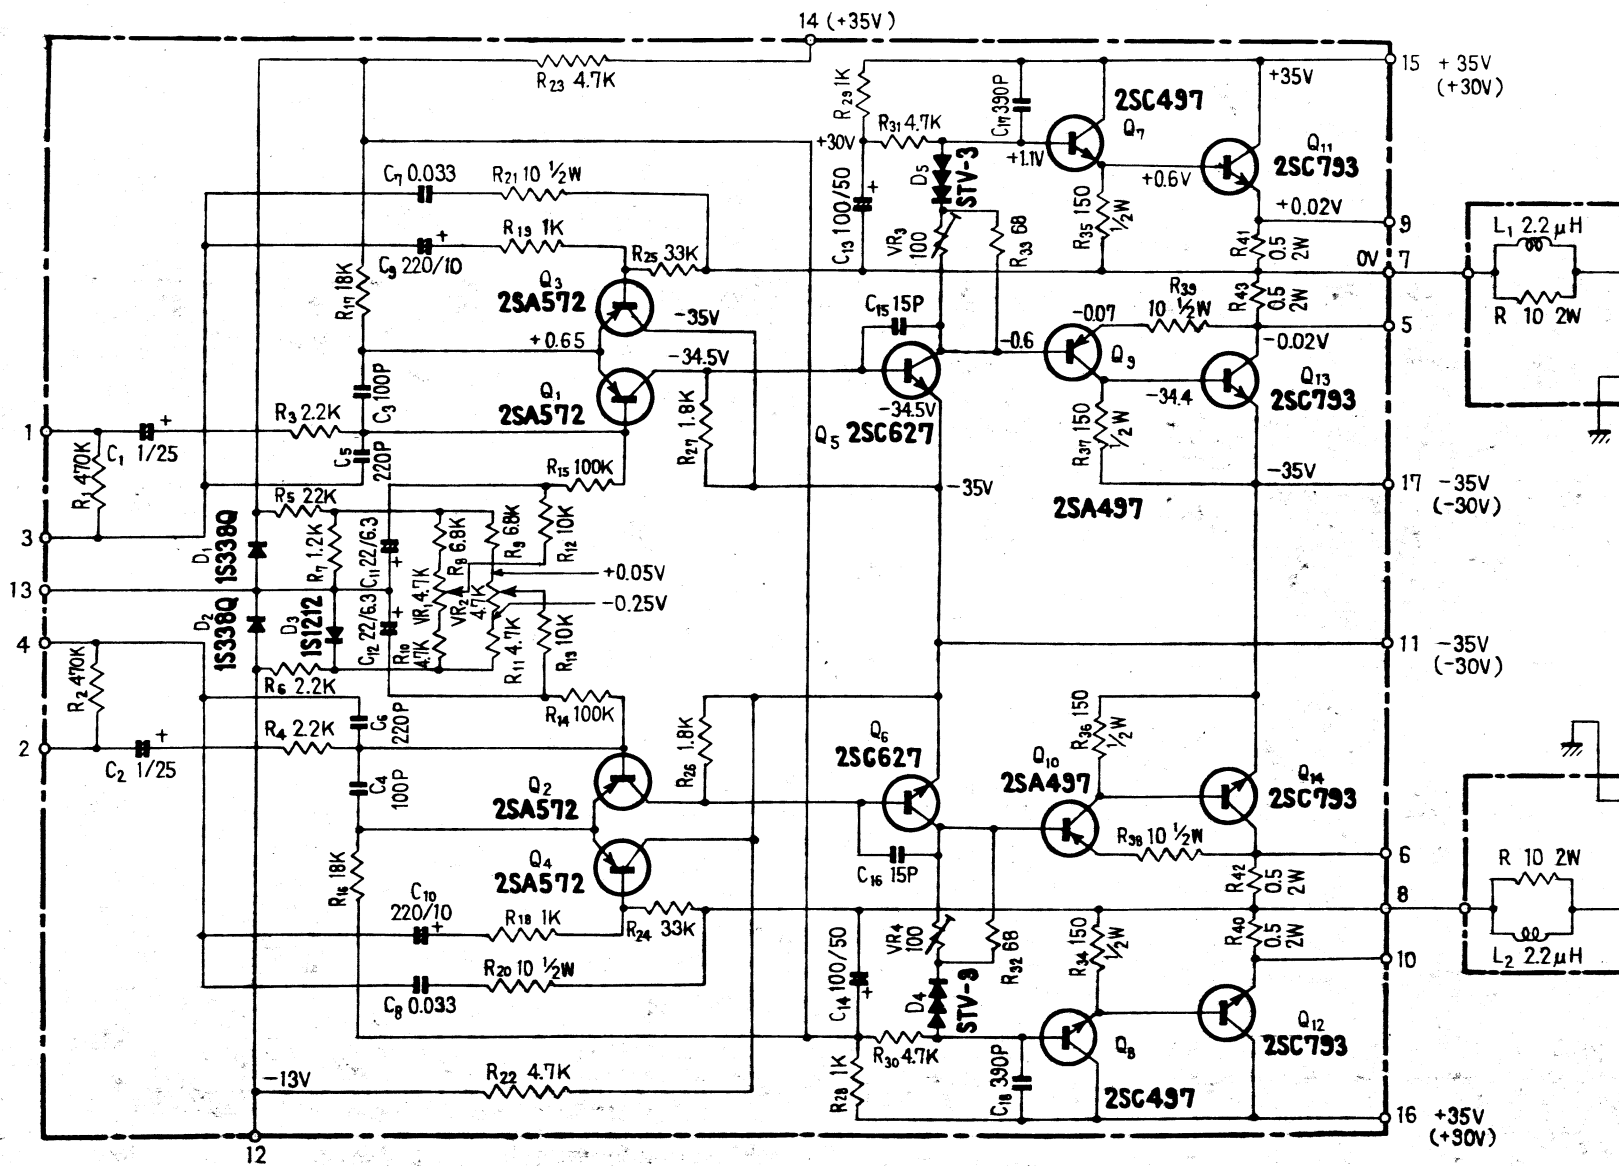 14 (+35V)
R23 4.7K
R29 1K
C17 390P
2SC497
Q7
+35V
15 +35V
(+30V)
+30V
R31 4.7K
+1.1V
D5
STV-3
Q11
2SC793
+0.6V
C7 0.033
R21 10 ½W
R19 1K
C9 220/10
+
R25 33K
C13 100/50
+
VR3
100
R33 68
R35 150
½W
+0.02V
9
R41
0.5
2W
0V 7
L1 2.2μH
R 10 2W
R17 18K
Q3
2SA572
-35V
+0.65
C15 15P
R39
10 ½W
R43
0.5
2W
-0.07
5
-0.02V
-34.5V
-0.6
Q9
Q13
2SC793
C3 100P
Q1
2SA572
R27 1.8K
-34.5V
Q5 2SC627
-34.4
R37 150
½W
1
R3 2.2K
+
C1 1/25
R1 470K
C5
220P
R15 100K
-35V
-35V
17 -35V
(-30V)
2SA497
R5 22K
3
D1
1S338Q
R7 1.2K
C11 22/6.3
+
R8 6.8K
R9 6.8K
R12 10K
13
+0.05V
VR1 4.7K
VR2
4.7K
-0.25V
D2
1S338Q
D3
1S1212
C12 22/6.3
+
R10
4.7K
R11 4.7K
R13 10K
4
11 -35V
(-30V)
R2 470K
R6 2.2K
R14 100K
C6
220P
R4 2.2K
2
+
C2 1/25
C4
100P
R26 1.8K
Q6
2SC627
R36 150
½W
Q10
2SA497
Q14
2SC793
Q2
2SA572
R38 10 ½W
6
C16 15P
R42
0.5
2W
R 10 2W
R16 18K
Q4
2SA572
8
C10
220/10
+
R18 1K
R24 33K
C14 100/50
+
VR4
100
R32 68
R34 150
½W
R40
0.5
2W
L2 2.2μH
10
R20 10 ½W
C8 0.033
D4
STV-3
Q12
2SC793
Q8
R30 4.7K
-13V
R22 4.7K
R28 1K
C18 390P
2SC497
16 +35V
(+30V)
12